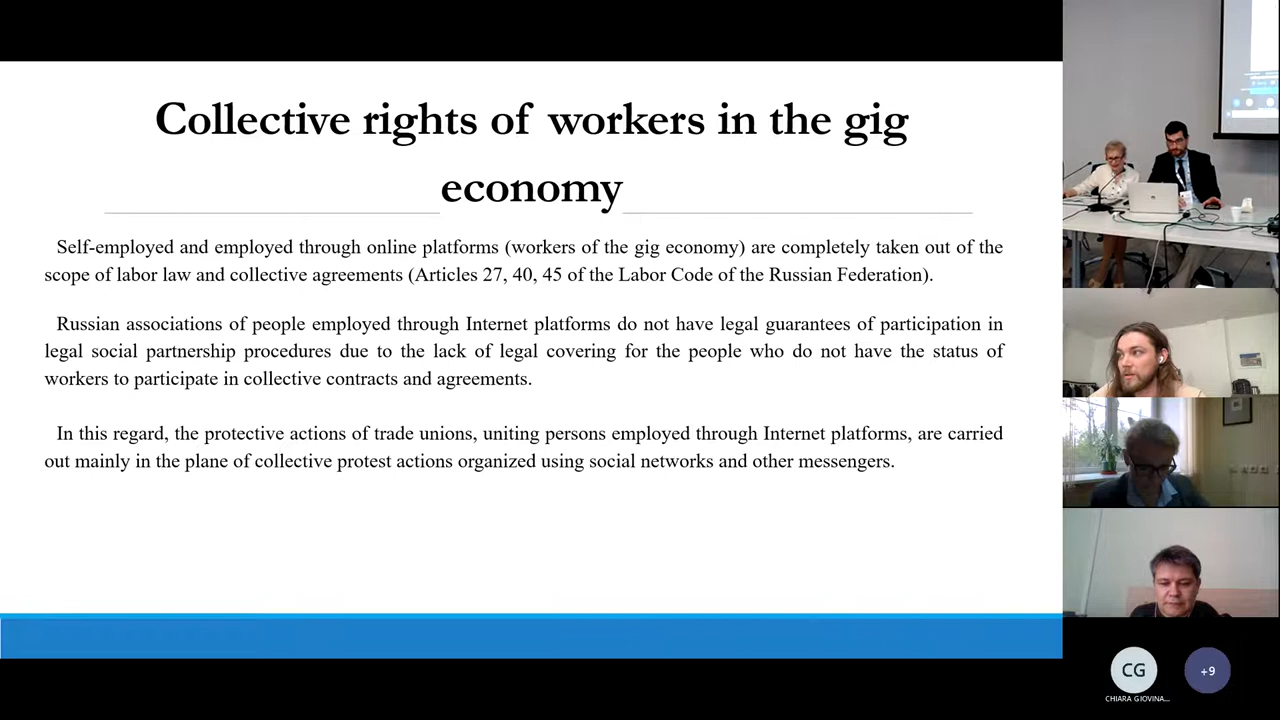 Collective rights of workers in the gig
economy
Self-employed and employed through online platforms (workers of the gig economy) are completely taken out of the
scope of labor law and collective agreements (Articles 27, 40, 45 of the Labor Code of the Russian Federation).
Russian associations of people employed through Internet platforms do not have legal guarantees of participation in
legal social partnership procedures due to the lack of legal covering for the people who do not have the status of
workers to participate in collective contracts and agreements.
In this regard, the protective actions of trade unions, uniting persons employed through Internet platforms, are carried
out mainly in the plane of collective protest actions organized using social networks and other messengers.
CG
+9
CHIARA GIOVINA...